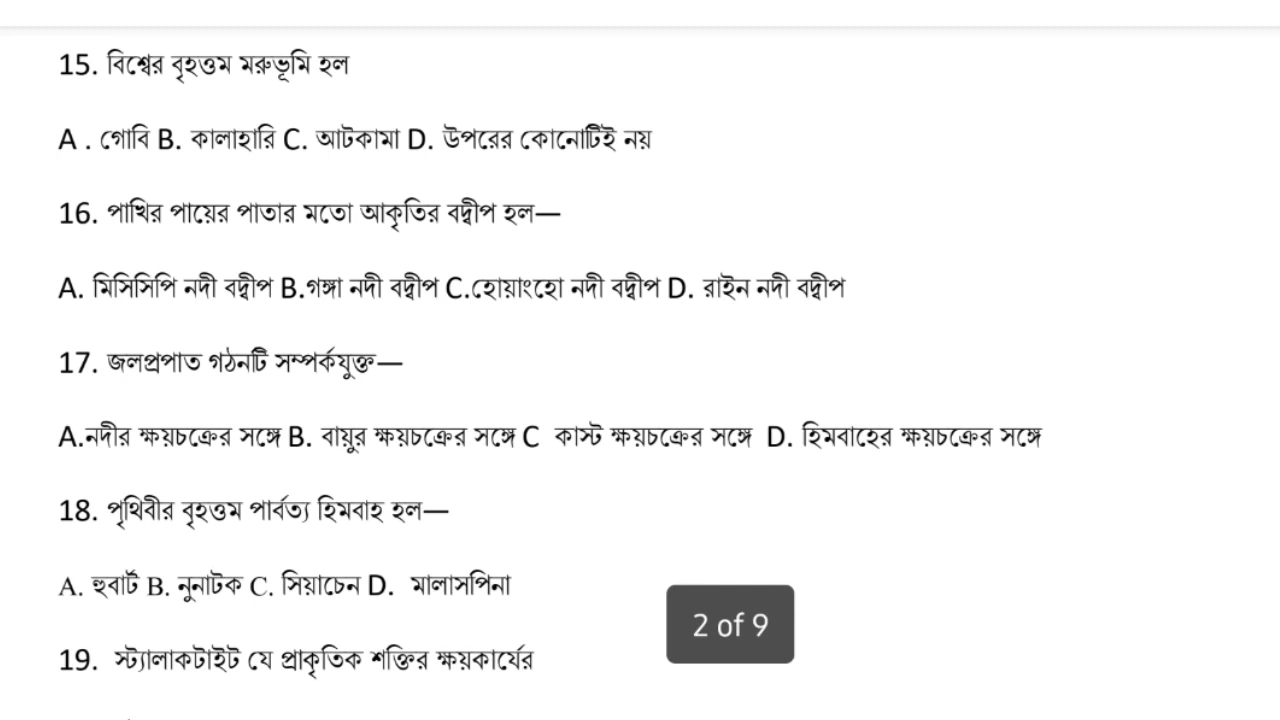 15. বিশ্বের বৃহত্তম মরুভূমি হল
A . গোবি B. কালাহারি C. আটকামা D. উপরের কোনোটিই নয়
16. পাখির পায়ের পাতার মতো আকৃতির বদ্বীপ হল—
A. মিসিসিপি নদী বদ্বীপ B.গঙ্গা নদী বদ্বীপ C.হোয়াংহো নদী বদ্বীপ D. রাইন নদী বদ্বীপ
17. জলপ্রপাত গঠনটি সম্পর্কযুক্ত—
A.নদীর ক্ষয়চক্রের সঙ্গে B. বায়ুর ক্ষয়চক্রের সঙ্গে C কাস্ট ক্ষয়চক্রের সঙ্গে D. হিমবাহের ক্ষয়চক্রের সঙ্গে
18. পৃথিবীর বৃহত্তম পার্বত্য হিমবাহ হল—
A. হুবার্ট B. নুনাটক C. সিয়াচেন D. মালাসপিনা
2 of 9
19. স্ট্যালাকটাইট যে প্রাকৃতিক শক্তির ক্ষয়কার্যের